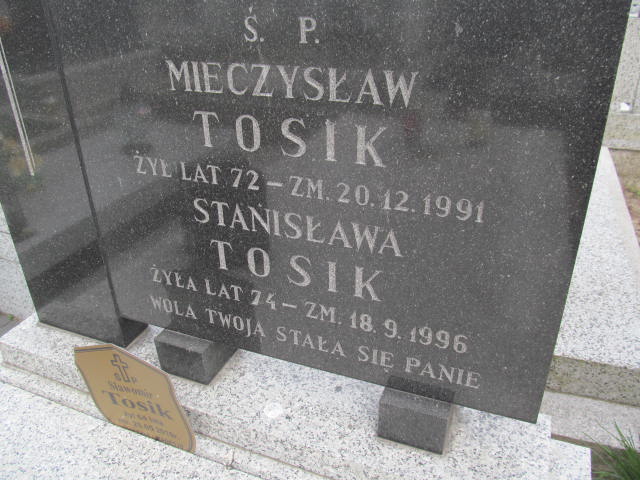 Ś. P.
MIECZYSŁAW
TOSIK
ŻYŁ LAT 72 – ZM. 20.12.1991
STANISŁAWA
TOSIK
ŻYŁA LAT 74 – ZM. 18.9.1996
WOLA TWOJA STAŁA SIĘ PANIE
Ś P
Sławomir
Tosik